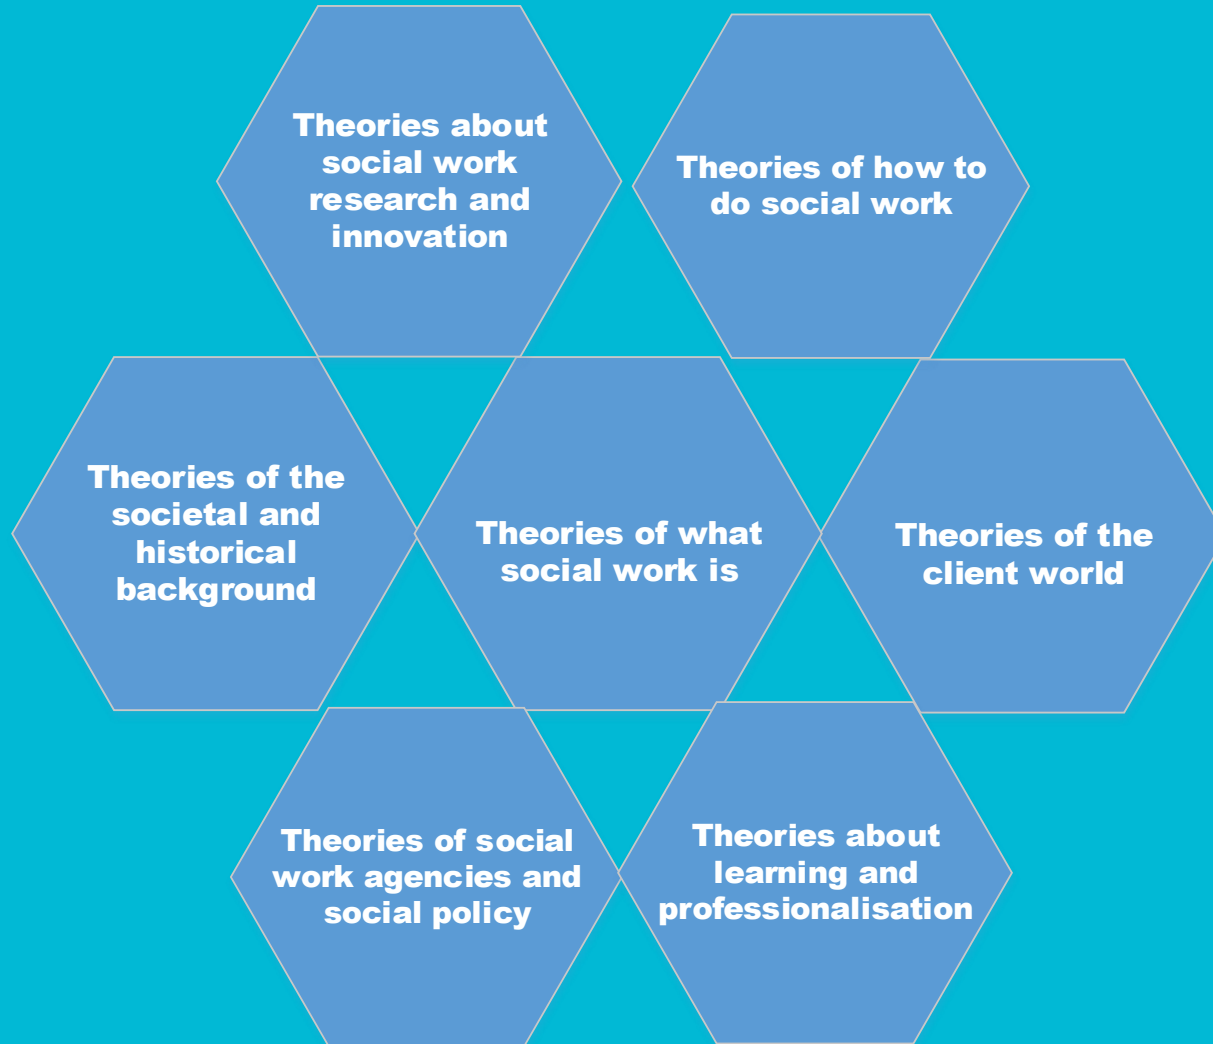 Theories about
social work
research and
innovation
Theories of how to
do social work
Theories of the
societal and
historical
background
Theories of what
social work is
Theories of the
client world
Theories of social
work agencies and
social policy
Theories about
learning and
professionalisation